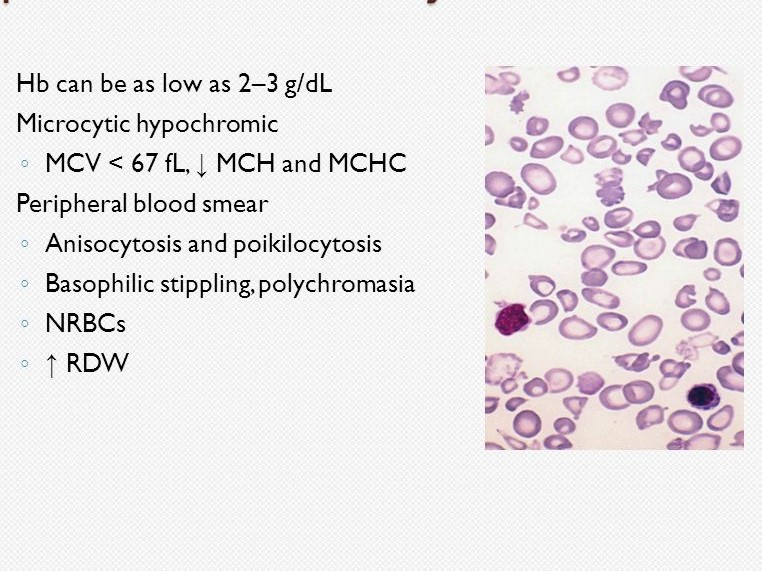 Hb can be as low as 2–3 g/dL
Microcytic hypochromic
◦ MCV < 67 fL, ↓ MCH and MCHC
Peripheral blood smear
◦ Anisocytosis and poikilocytosis
◦ Basophilic stippling, polychromasia
◦ NRBCs
◦ ↑ RDW